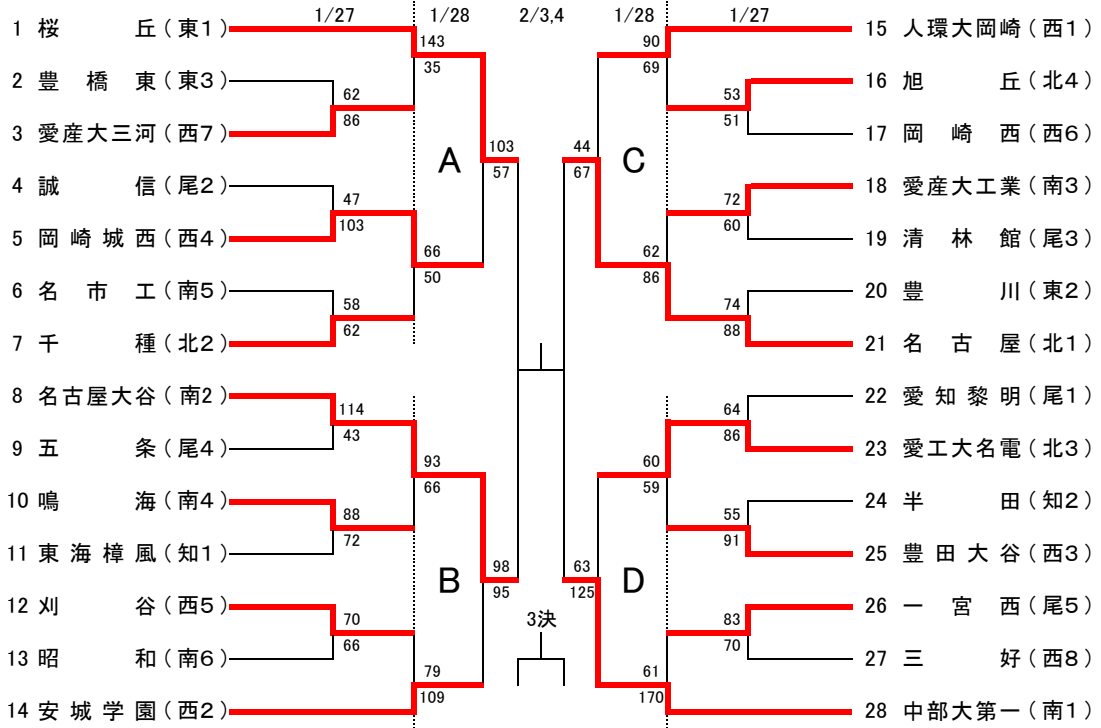 1/27 1/28 2/3,4 1/28 1/27
1 桜丘(東1)
2 豊橋東(東3)
3 愛産大三河(西7)
4 誠信(尾2)
5 岡崎城西(西4)
6 名市工(南5)
7 千種(北2)
8 名古屋大谷(南2)
9 五条(尾4)
10 鳴海(南4)
11 東海樟風(知1)
12 刈谷(西5)
13 昭和(南6)
14 安城学園(西2)
62
86
47
103
58
62
114
43
88
72
70
66
143
35
66
50
93
66
79
109
A
B
103
57
98
95
3決
44
67
63
125
C
D
90
69
62
86
60
59
61
170
53
51
72
60
74
88
64
86
55
91
83
70
15 人環大岡崎(西1)
16 旭丘(北4)
17 岡崎西(西6)
18 愛産大工業(南3)
19 清林館(尾3)
20 豊川(東2)
21 名古屋(北1)
22 愛知黎明(尾1)
23 愛工大名電(北3)
24 半田(知2)
25 豊田大谷(西3)
26 一宮西(尾5)
27 三好(西8)
28 中部大第一(南1)